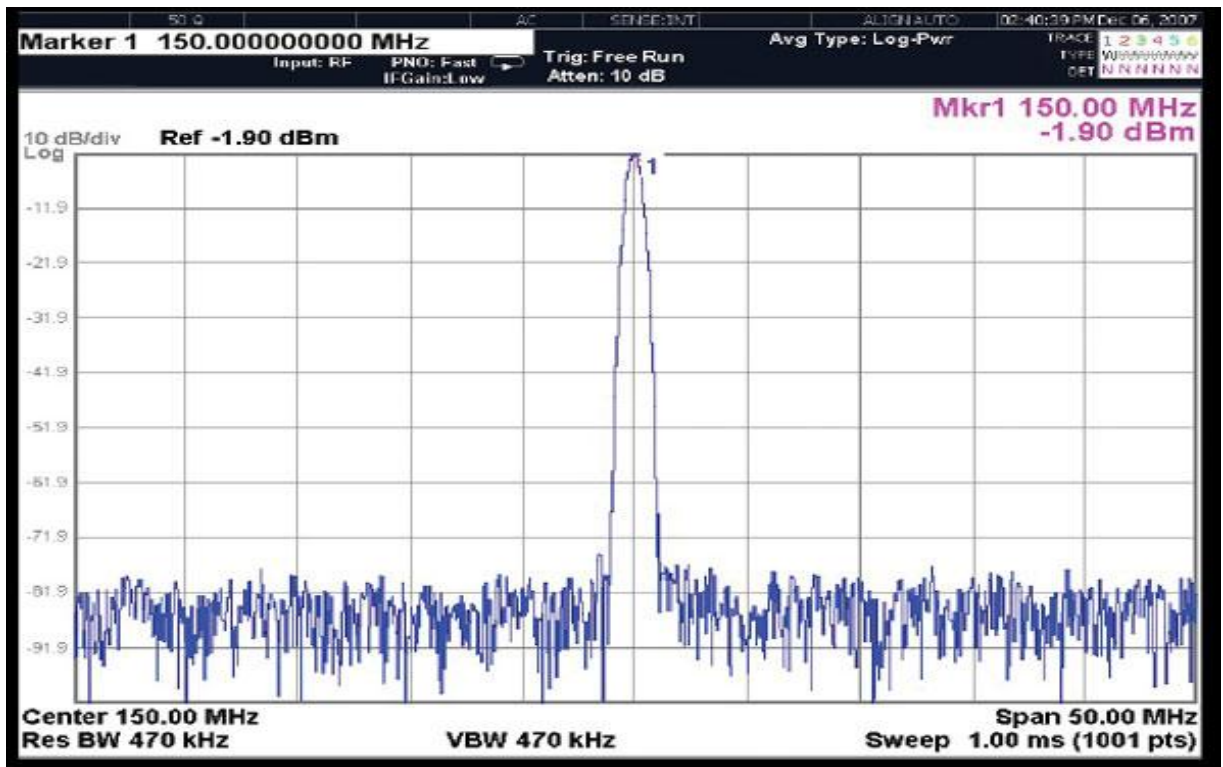 50 Ω AC SENSE:INT ALIGN AUTO 02:40:39 PM Dec 06, 2007
Marker 1 150.000000000 MHz
Input: RF PNO: Fast
IFGain:Low
Trig: Free Run
Atten: 10 dB
Avg Type: Log-Pwr
TRACE 1 2 3 4 5 6
TYPE
DET N N N N N N
Mkr1 150.00 MHz
-1.90 dBm
10 dB/div Ref -1.90 dBm
Log
1
-11.9
-21.9
-31.9
-41.9
-51.9
-61.9
-71.9
-81.9
-91.9
Center 150.00 MHz Span 50.00 MHz
Res BW 470 kHz VBW 470 kHz Sweep 1.00 ms (1001 pts)